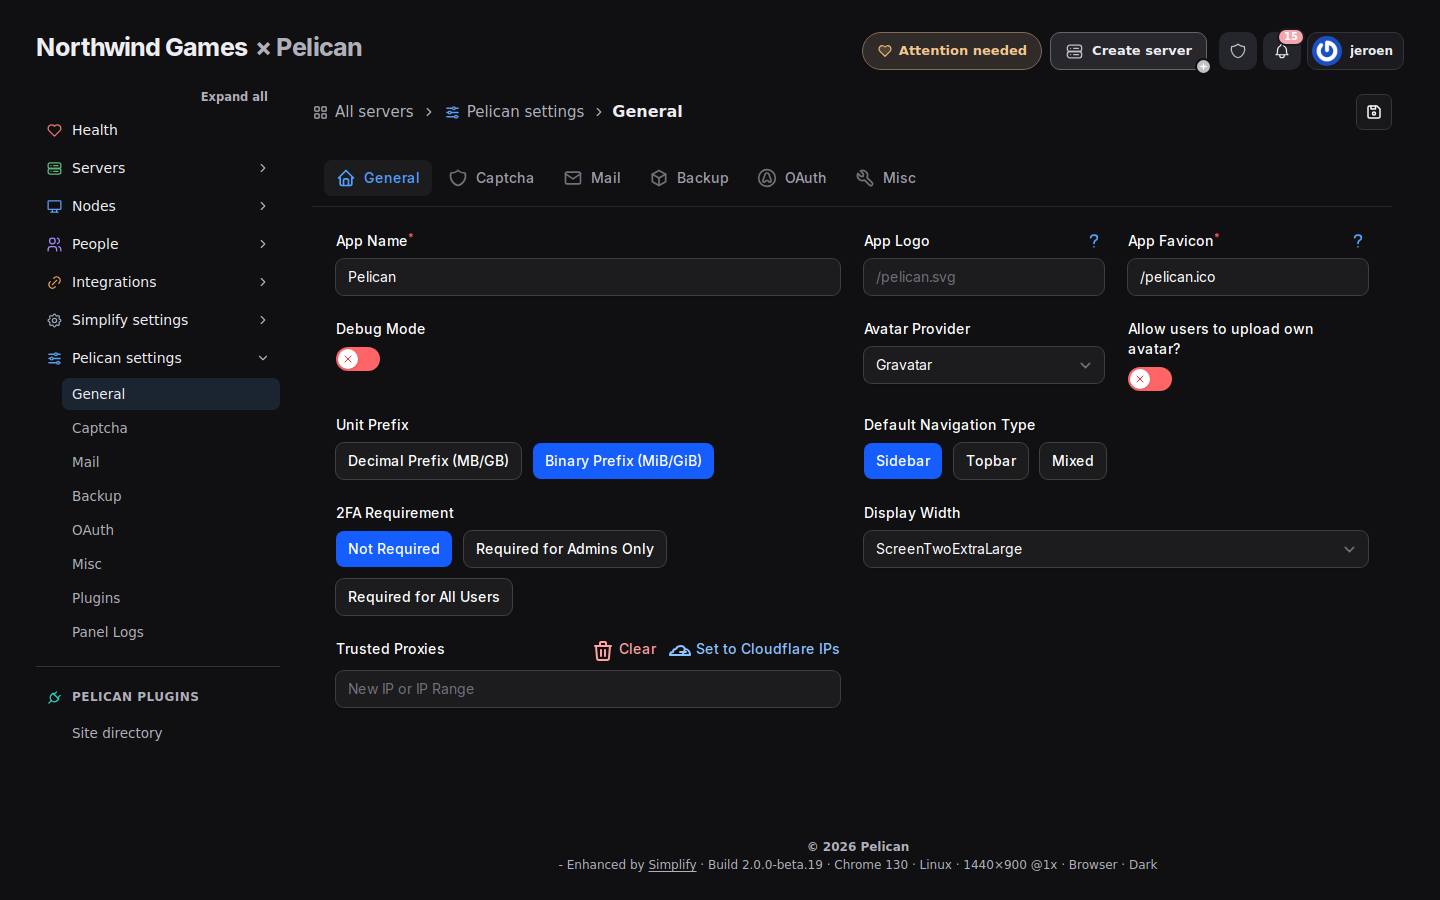 Northwind Games × Pelican
Attention needed
Create server
15
jeroen
Expand all
Health
Servers
Nodes
People
Integrations
Simplify settings
Pelican settings
General
Captcha
Mail
Backup
OAuth
Misc
Plugins
Panel Logs
PELICAN PLUGINS
Site directory
All servers > Pelican settings > General
General Captcha Mail Backup OAuth Misc
App Name*
Pelican
App Logo ?
/pelican.svg
App Favicon* ?
/pelican.ico
Debug Mode
Avatar Provider
Gravatar
Allow users to upload own
avatar?
Unit Prefix
Decimal Prefix (MB/GB) Binary Prefix (MiB/GiB)
Default Navigation Type
Sidebar Topbar Mixed
2FA Requirement
Not Required Required for Admins Only
Required for All Users
Display Width
ScreenTwoExtraLarge
Trusted Proxies Clear Set to Cloudflare IPs
New IP or IP Range
© 2026 Pelican
- Enhanced by Simplify · Build 2.0.0-beta.19 · Chrome 130 · Linux · 1440×900 @1x · Browser · Dark